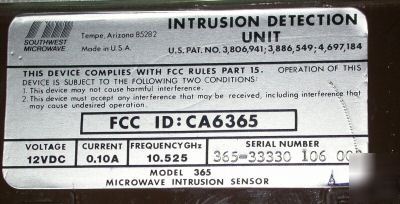 SOUTHWEST
MICROWAVE
Tempe, Arizona 85282
Made in U.S.A.
INTRUSION DETECTION
UNIT
U.S. PAT. NO. 3,806,941; 3,886,549; 4,697,184
THIS DEVICE COMPLIES WITH FCC RULES PART 15. OPERATION OF THIS
DEVICE IS SUBJECT TO THE FOLLOWING TWO CONDITIONS:
1. This device may not cause harmful interference.
2. This device must accept any interference that may be received, including
interference that may cause undesired operation.
FCC ID: CA6365
VOLTAGE CURRENT FREQUENCYGHz SERIAL NUMBER
12VDC 0.10A 10.525 365-33330 106
MODEL 365
MICROWAVE INTRUSION SENSOR